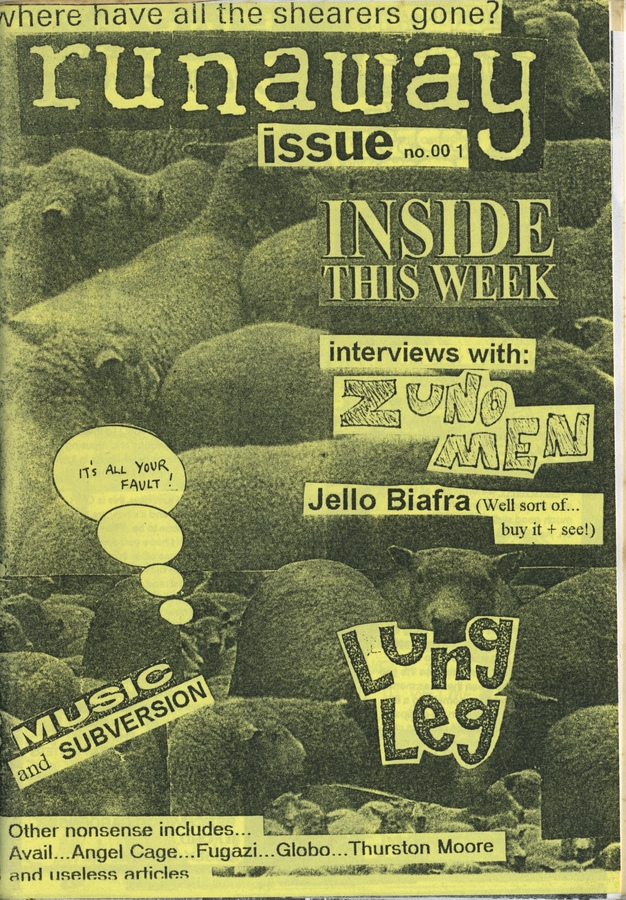 where have all the shearers gone?
runaway
issue no.00 1
INSIDE
THIS WEEK
interviews with:
ZUNO
MEN
IT'S ALL YOUR
FAULT!
Jello Biafra (Well sort of...
buy it + see!)
Lung
Leg
MUSIC
and SUBVERSION
Other nonsense includes...
Avail...Angel Cage...Fugazi...Globo...Thurston Moore
and useless articles